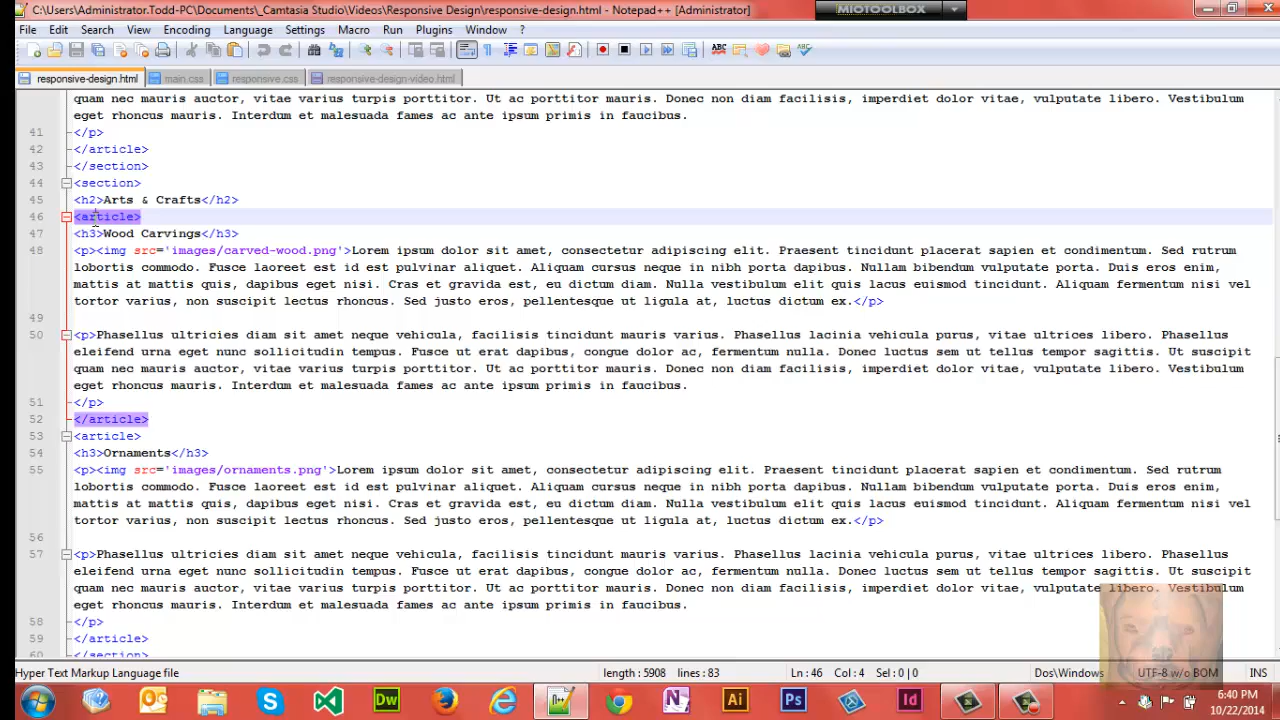 C:\Users\Administrator.Todd-PC\Documents\_Camtasia Studio\Videos\Responsive Design\responsive-design.html - Notepad++ [Administrator]
MIOTOOLBOX
File Edit Search View Encoding Language Settings Macro Run Plugins Window ?
responsive-design.html main.css responsive.css responsive-design-video.html
quam nec mauris auctor, vitae varius turpis porttitor. Ut ac porttitor mauris. Donec non diam facilisis, imperdiet dolor vitae, vulputate libero. Vestibulum
eget rhoncus mauris. Interdum et malesuada fames ac ante ipsum primis in faucibus.
41 </p>
42 </article>
43 </section>
44 <section>
45 <h2>Arts & Crafts</h2>
46 <article>
47 <h3>Wood Carvings</h3>
48 <p><img src='images/carved-wood.png'>Lorem ipsum dolor sit amet, consectetur adipiscing elit. Praesent tincidunt placerat sapien et condimentum. Sed rutrum
lobortis commodo. Fusce laoreet est id est pulvinar aliquet. Aliquam cursus neque in nibh porta dapibus. Nullam bibendum vulputate porta. Duis eros enim,
mattis at mattis quis, dapibus eget nisi. Cras et gravida est, eu dictum diam. Nulla vestibulum elit quis lacus euismod tincidunt. Aliquam fermentum nisi vel
tortor varius, non suscipit lectus rhoncus. Sed justo eros, pellentesque ut ligula at, luctus dictum ex.</p>
49
50 <p>Phasellus ultricies diam sit amet neque vehicula, facilisis tincidunt mauris varius. Phasellus lacinia vehicula purus, vitae ultrices libero. Phasellus
eleifend urna eget nunc sollicitudin tempus. Fusce ut erat dapibus, congue dolor ac, fermentum nulla. Donec luctus sem ut tellus tempor sagittis. Ut suscipit
quam nec mauris auctor, vitae varius turpis porttitor. Ut ac porttitor mauris. Donec non diam facilisis, imperdiet dolor vitae, vulputate libero. Vestibulum
eget rhoncus mauris. Interdum et malesuada fames ac ante ipsum primis in faucibus.
51 </p>
52 </article>
53 <article>
54 <h3>Ornaments</h3>
55 <p><img src='images/ornaments.png'>Lorem ipsum dolor sit amet, consectetur adipiscing elit. Praesent tincidunt placerat sapien et condimentum. Sed rutrum
lobortis commodo. Fusce laoreet est id est pulvinar aliquet. Aliquam cursus neque in nibh porta dapibus. Nullam bibendum vulputate porta. Duis eros enim,
mattis at mattis quis, dapibus eget nisi. Cras et gravida est, eu dictum diam. Nulla vestibulum elit quis lacus euismod tincidunt. Aliquam fermentum nisi vel
tortor varius, non suscipit lectus rhoncus. Sed justo eros, pellentesque ut ligula at, luctus dictum ex.</p>
56
57 <p>Phasellus ultricies diam sit amet neque vehicula, facilisis tincidunt mauris varius. Phasellus lacinia vehicula purus, vitae ultrices libero. Phasellus
eleifend urna eget nunc sollicitudin tempus. Fusce ut erat dapibus, congue dolor ac, fermentum nulla. Donec luctus sem ut tellus tempor sagittis. Ut suscipit
quam nec mauris auctor, vitae varius turpis porttitor. Ut ac porttitor mauris. Donec non diam facilisis, imperdiet dolor vitae, vulputate libero. Vestibulum
eget rhoncus mauris. Interdum et malesuada fames ac ante ipsum primis in faucibus.
58 </p>
59 </article>
60 </section>
Hyper Text Markup Language file length : 5908 lines : 83 Ln : 46 Col : 4 Sel : 0 | 0 Dos\Windows UTF-8 w/o BOM INS
Dw Ai Ps Id
6:40 PM
10/22/2014